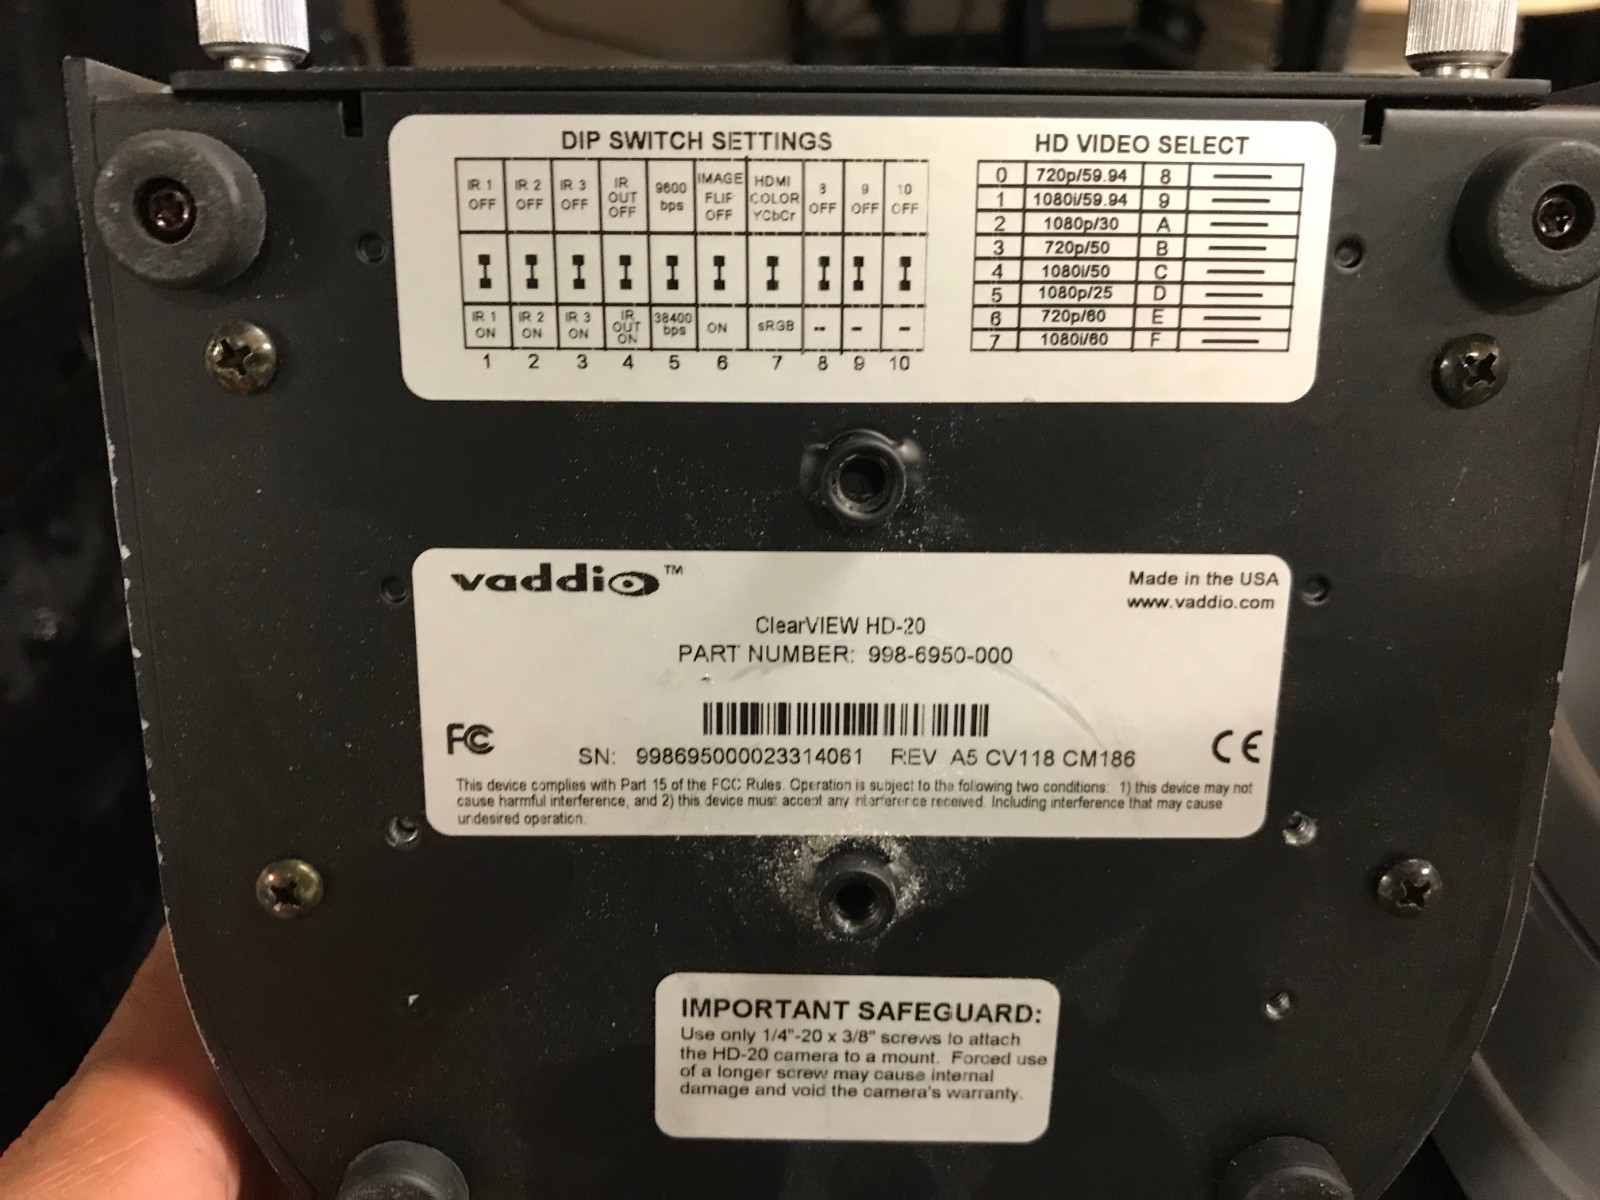 DIP SWITCH SETTINGS
IR 1 OFF IR 2 OFF IR 3 OFF IR OUT OFF 9600 bps IMAGE FLIP OFF HDMI COLOR YCbCr 8 OFF 9 OFF 10 OFF
IR 1 ON IR 2 ON IR 3 ON IR OUT ON 38400 bps ON sRGB -- -- --
1 2 3 4 5 6 7 8 9 10
HD VIDEO SELECT
0 720p/59.94 8
1 1080i/59.94 9
2 1080p/30 A
3 720p/50 B
4 1080i/50 C
5 1080p/25 D
6 720p/60 E
7 1080i/60 F
vaddio™
Made in the USA
www.vaddio.com
ClearVIEW HD-20
PART NUMBER: 998-6950-000
FC
CE
SN: 998695000023314061 REV A5 CV118 CM186
This device complies with Part 15 of the FCC Rules. Operation is subject to the following two conditions: 1) this device may not
cause harmful interference, and 2) this device must accept any interference received. Including interference that may cause
undesired operation.
IMPORTANT SAFEGUARD:
Use only 1/4"-20 x 3/8" screws to attach
the HD-20 camera to a mount. Forced use
of a longer screw may cause internal
damage and void the camera's warranty.